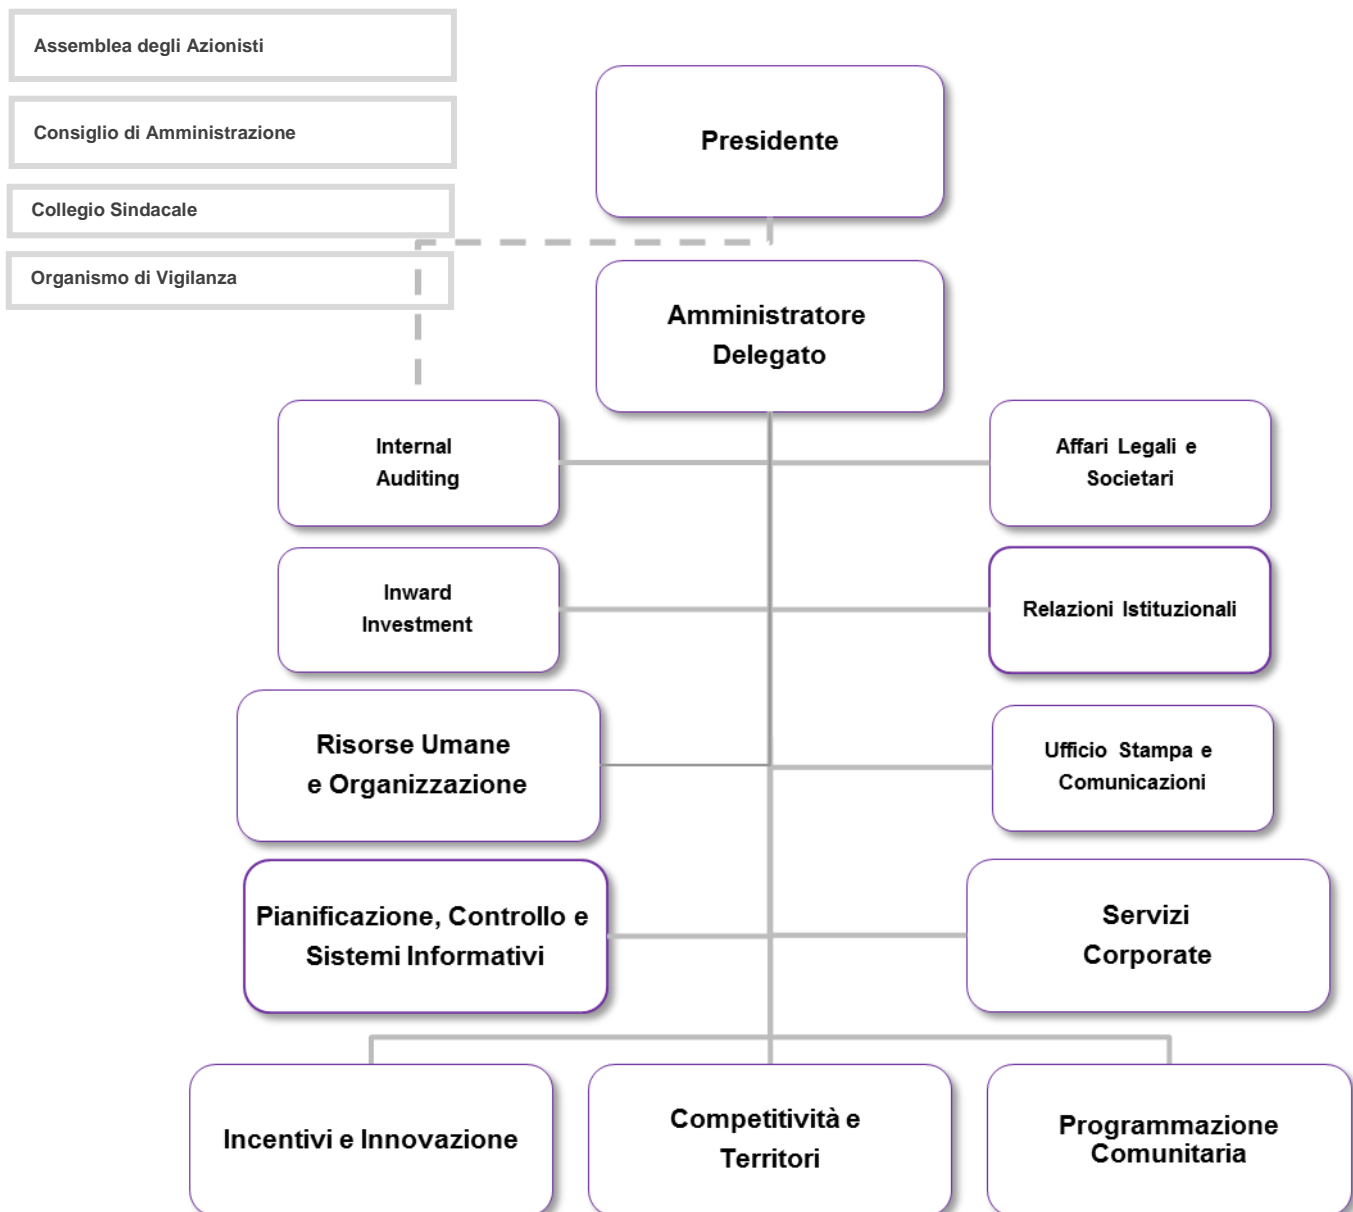 Assemblea degli Azionisti
Consiglio di Amministrazione
Collegio Sindacale
Organismo di Vigilanza
Presidente
Amministratore
Delegato
Internal
Auditing
Affari Legali e
Societari
Inward
Investment
Relazioni Istituzionali
Risorse Umane
e Organizzazione
Ufficio Stampa e
Comunicazioni
Pianificazione, Controllo e
Sistemi Informativi
Servizi
Corporate
Incentivi e Innovazione
Competitività e
Territori
Programmazione
Comunitaria